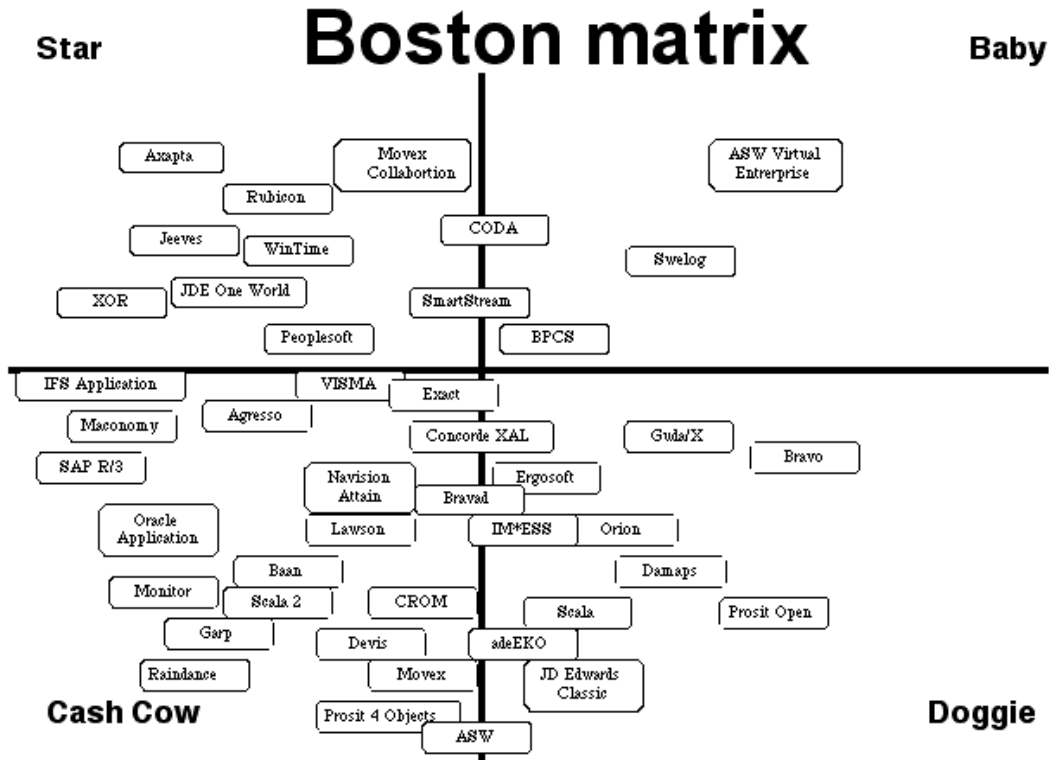 Boston matrix
Star
Baby
Axapta
Movex
Collabortion
ASW Virtual
Entrerprise
Rubicon
CODA
Jeeves
WinTime
Swelog
JDE One World
XOR
SmartStream
Peoplesoft
BPCS
IFS Application
VISMA
Exact
Agresso
Maconomy
Concorde XAL
Guda/X
SAP R/3
Bravo
Navision
Attain
Ergosoft
Bravad
Oracle
Application
Lawson
IM*ESS
Orion
Baan
Damaps
Monitor
Scala 2
CROM
Scala
Prosit Open
Garp
Devis
adeEKO
Raindance
Movex
JD Edwards
Classic
Cash Cow
Prosit 4 Objects
Doggie
ASW